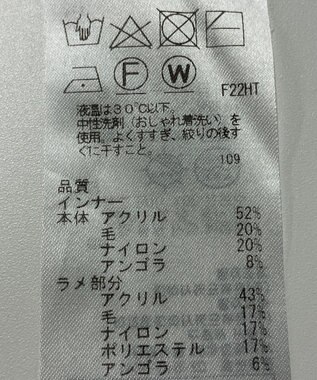 F W
F22HT
液温は30℃以下。
中性洗剤(おしゃれ着洗い)を
使用。よくすすぎ、絞りの後す
ぐに干すこと。
109
品質
インナー
本体 アクリル 52%
毛 20%
ナイロン 20%
アンゴラ 8%
ラメ部分
アクリル 43%
毛 17%
ナイロン 17%
ポリエステル 17%
アンゴラ 6%